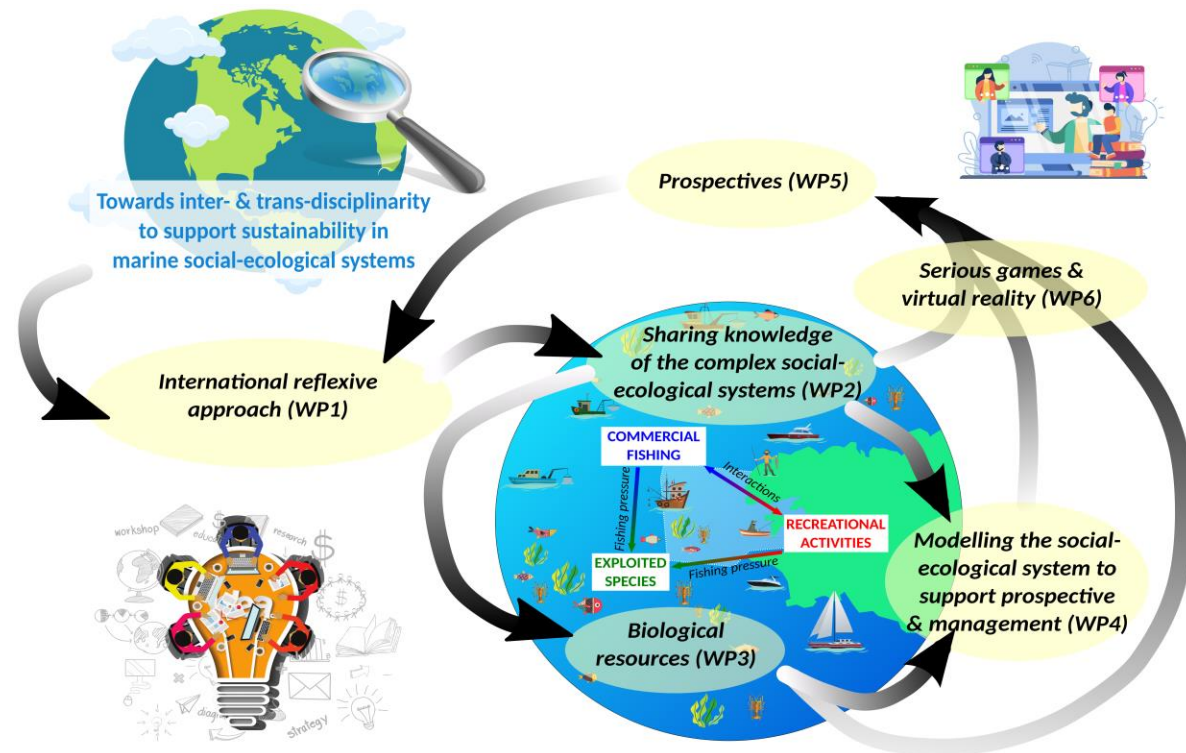 Towards inter- & trans-disciplinarity
to support sustainability in
marine social-ecological systems
Prospectives (WP5)
Serious games &
virtual reality (WP6)
International reflexive
approach (WP1)
Sharing knowledge
of the complex social-
ecological systems (WP2)
COMMERCIAL
FISHING
Interactions
Fishing pressure
RECREATIONAL
ACTIVITIES
EXPLOITED
SPECIES
Fishing pressure
Modelling the social-
ecological system to
support prospective
& management (WP4)
Biological
resources (WP3)
workshop
research
$
$
$
strategy